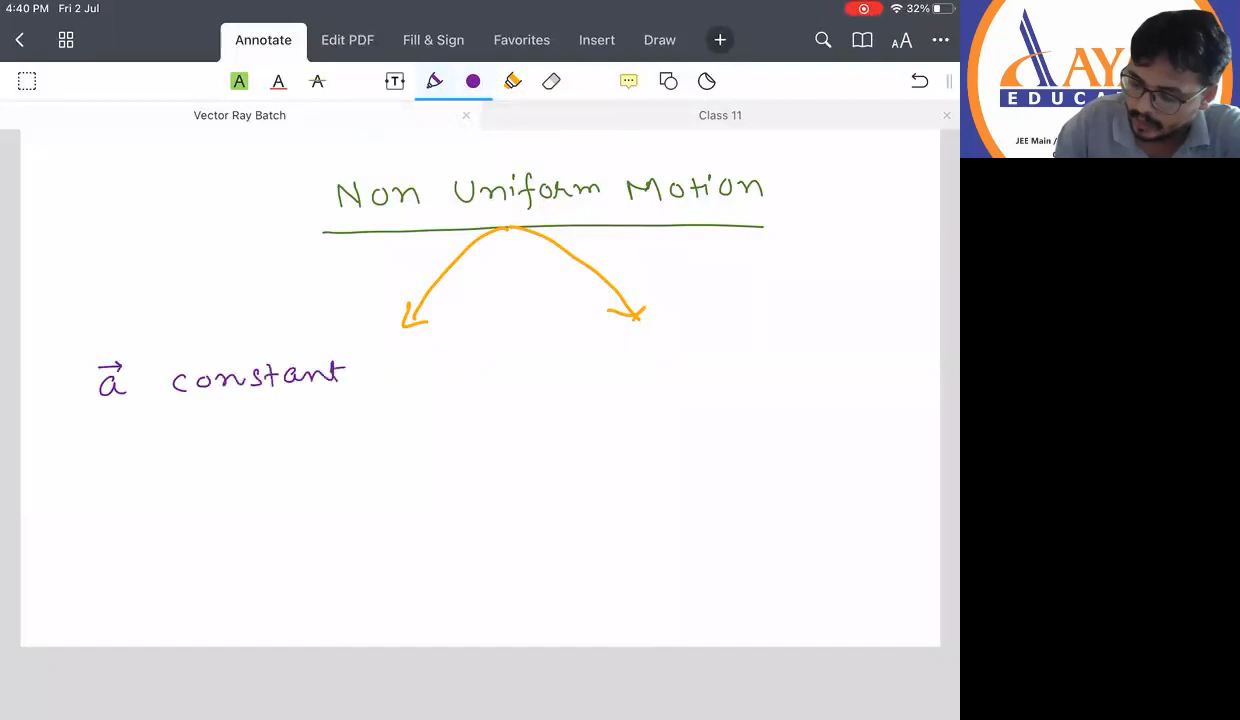 4:40 PM Fri 2 Jul
32%
Annotate Edit PDF Fill & Sign Favorites Insert Draw
Vector Ray Batch
Class 11
Non Uniform Motion
a⃗ constant
AY
EDUCA
JEE Main /